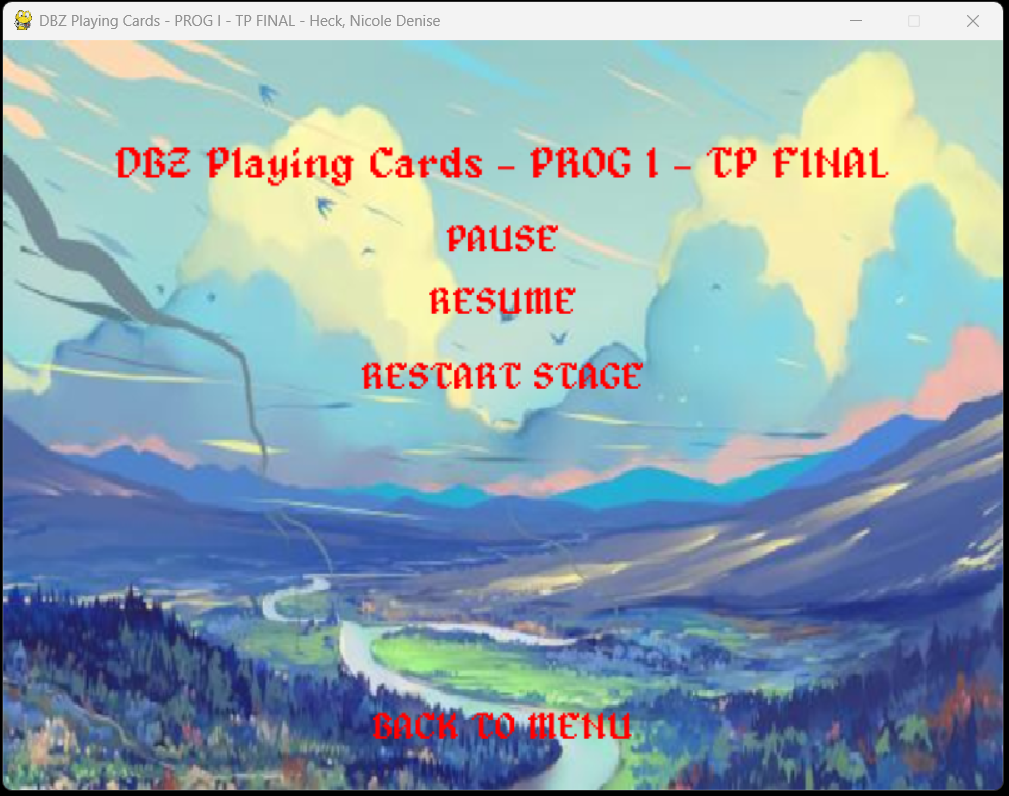 DBZ Playing Cards - PROG I - TP FINAL - Heck, Nicole Denise
DBZ Playing Cards - PROG I - TP FINAL
PAUSE
RESUME
RESTART STAGE
BACK TO MENU